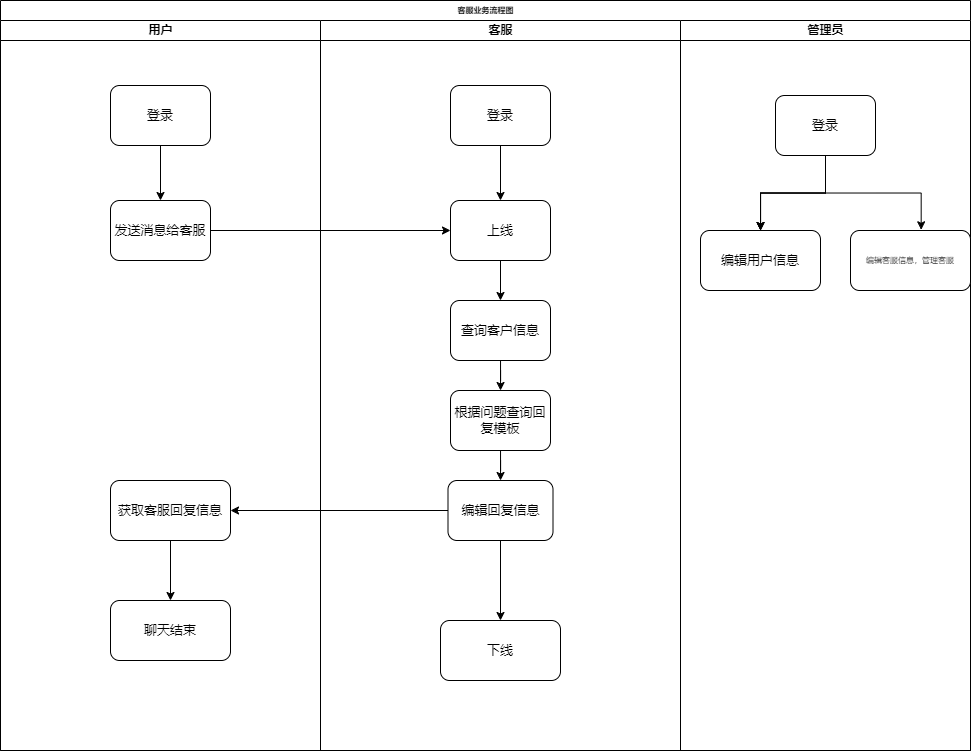 客服业务流程图
用户
客服
管理员
登录
登录
登录
发送消息给客服
上线
编辑用户信息
编辑客服信息、管理客服
查询客户信息
根据问题查询回
复模板
获取客服回复信息
编辑回复信息
聊天结束
下线